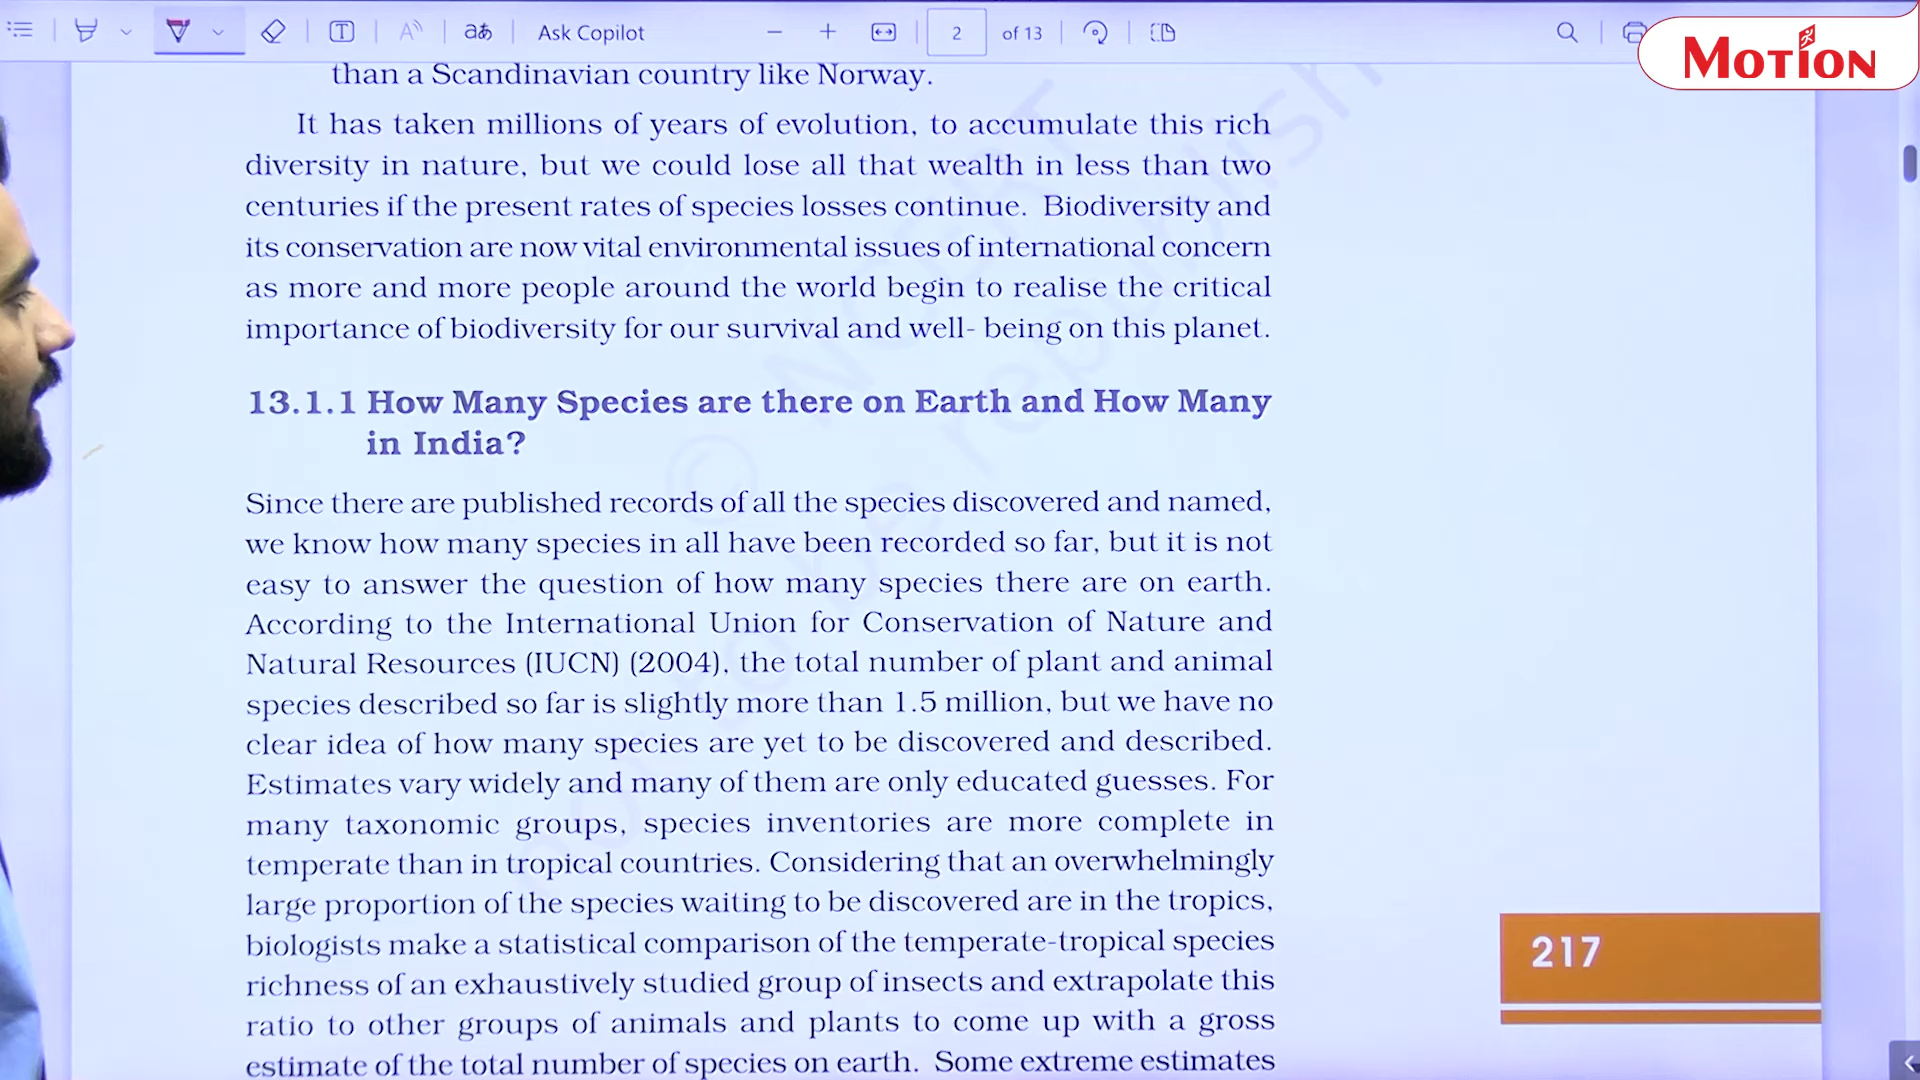 Ask Copilot
2 of 13
MOTION
than a Scandinavian country like Norway.
It has taken millions of years of evolution, to accumulate this rich
diversity in nature, but we could lose all that wealth in less than two
centuries if the present rates of species losses continue. Biodiversity and
its conservation are now vital environmental issues of international concern
as more and more people around the world begin to realise the critical
importance of biodiversity for our survival and well- being on this planet.
13.1.1 How Many Species are there on Earth and How Many
in India?
Since there are published records of all the species discovered and named,
we know how many species in all have been recorded so far, but it is not
easy to answer the question of how many species there are on earth.
According to the International Union for Conservation of Nature and
Natural Resources (IUCN) (2004), the total number of plant and animal
species described so far is slightly more than 1.5 million, but we have no
clear idea of how many species are yet to be discovered and described.
Estimates vary widely and many of them are only educated guesses. For
many taxonomic groups, species inventories are more complete in
temperate than in tropical countries. Considering that an overwhelmingly
large proportion of the species waiting to be discovered are in the tropics,
biologists make a statistical comparison of the temperate-tropical species
richness of an exhaustively studied group of insects and extrapolate this
ratio to other groups of animals and plants to come up with a gross
estimate of the total number of species on earth. Some extreme estimates
217